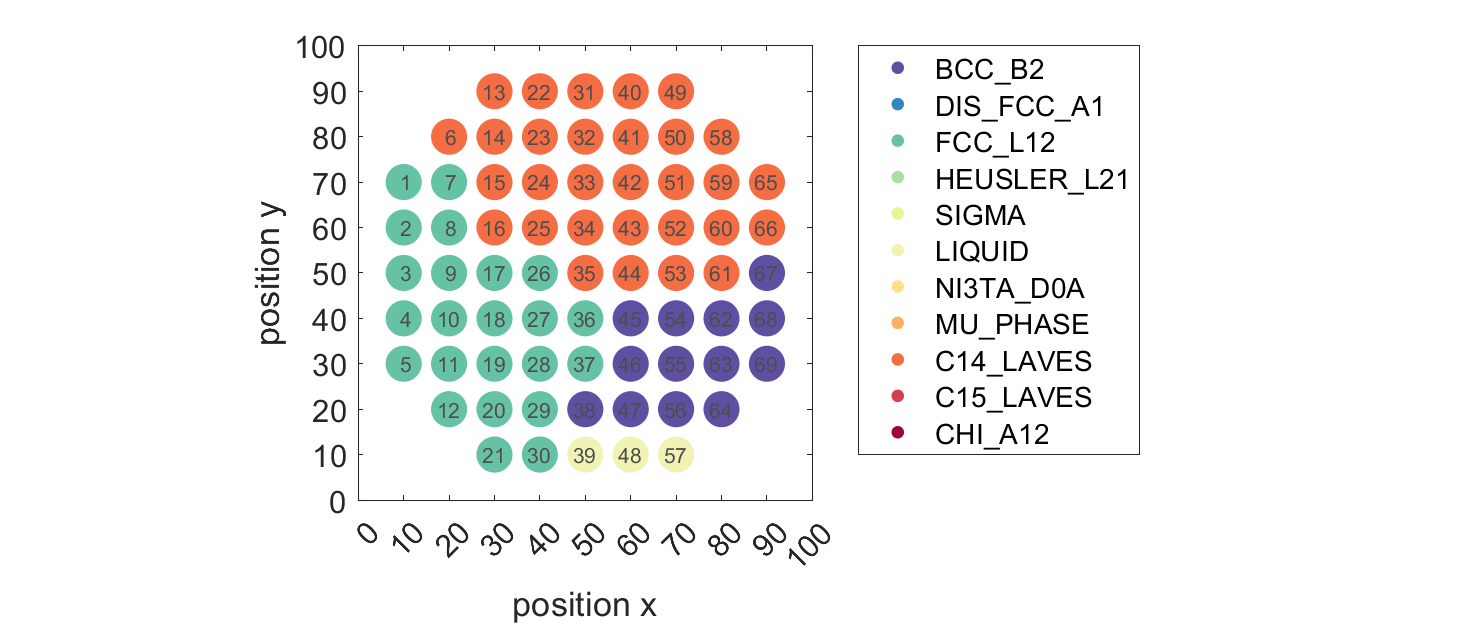 100
90
80
70
60
50
40
30
20
10
0
position y
13 22 31 40 49
6 14 23 32 41 50 58
1 7 15 24 33 42 51 59 65
2 8 16 25 34 43 52 60 66
3 9 17 26 35 44 53 61 67
4 10 18 27 36 45 54 62 68
5 11 19 28 37 46 55 63 69
12 20 29 38 47 56 64
21 30 39 48 57
0 10 20 30 40 50 60 70 80 90 100
position x
BCC_B2
DIS_FCC_A1
FCC_L12
HEUSLER_L21
SIGMA
LIQUID
NI3TA_D0A
MU_PHASE
C14_LAVES
C15_LAVES
CHI_A12